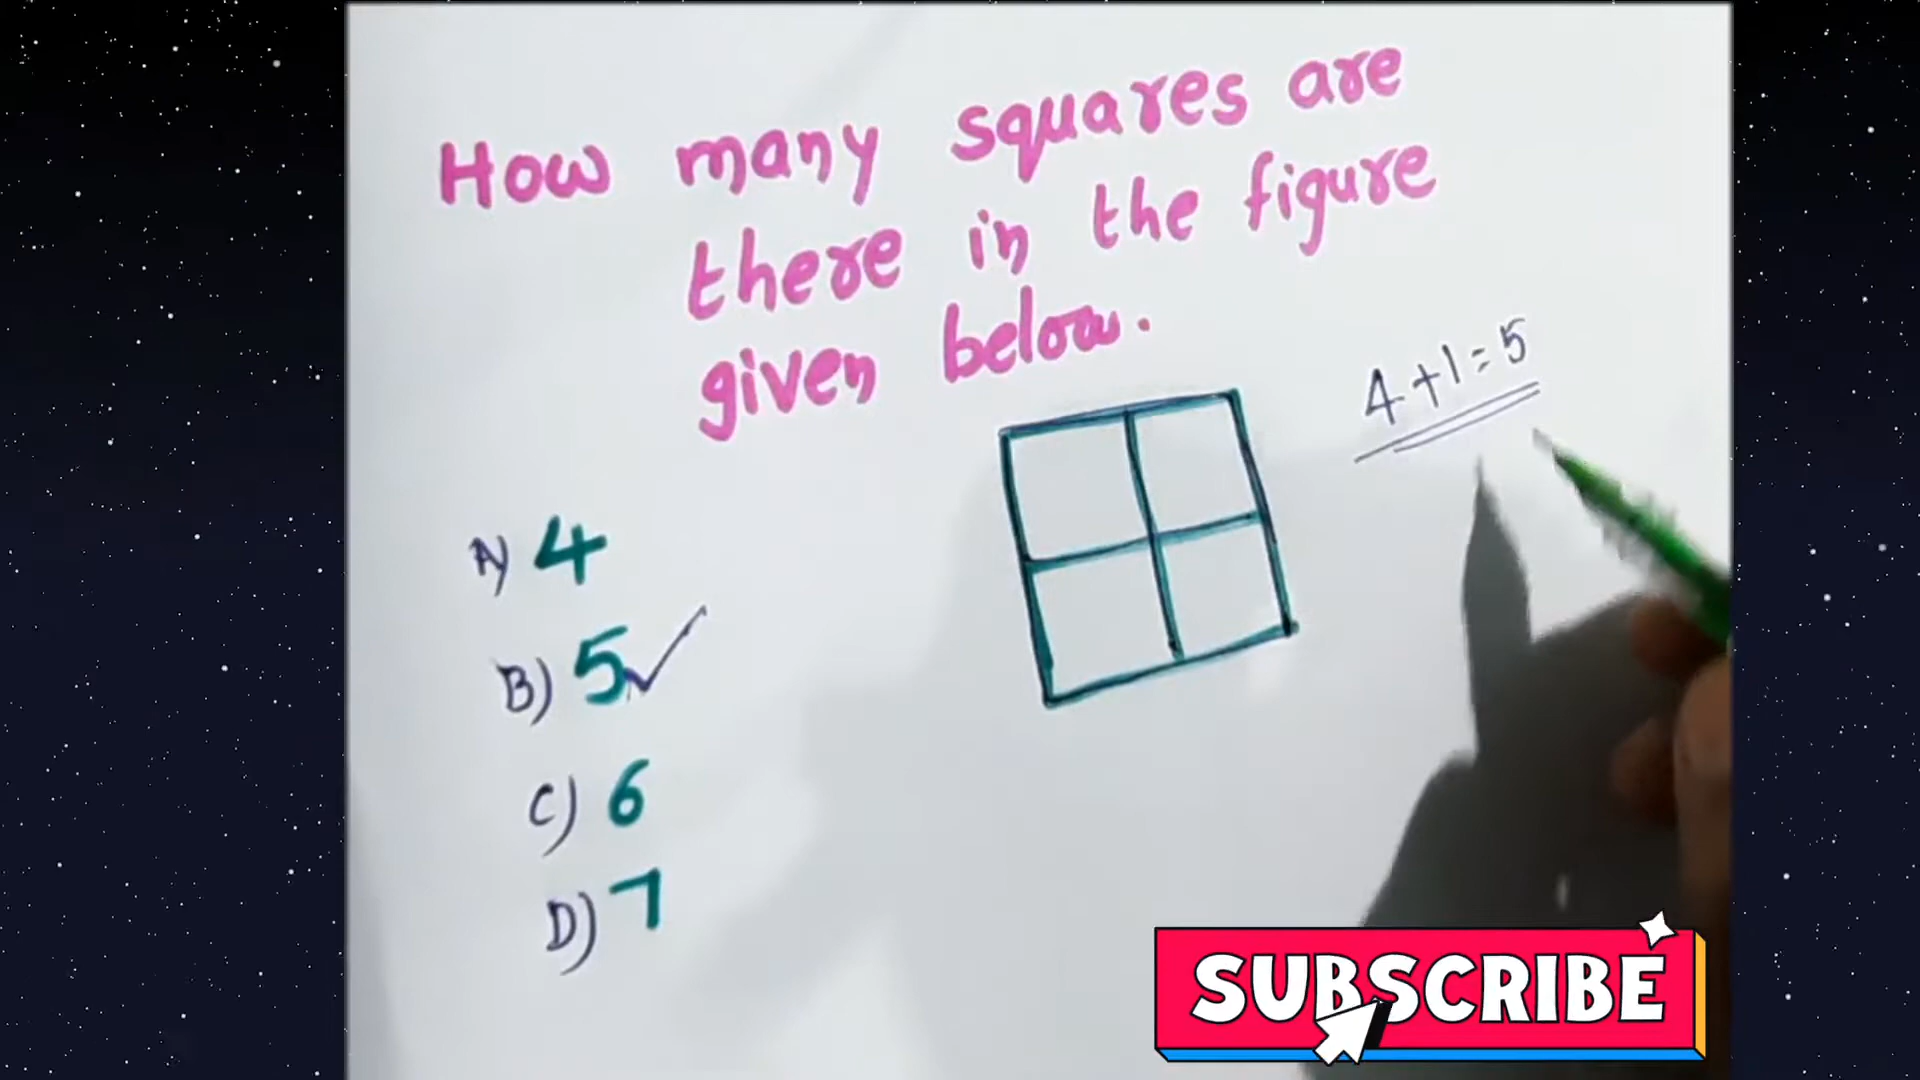 How many squares are
there in the figure
given below.
4+1=5
A) 4
B) 5
C) 6
D) 7
SUBSCRIBE